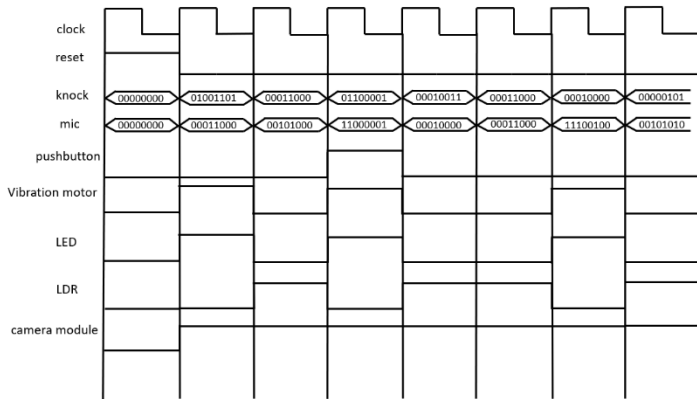 clock
reset
knock 00000000 01001101 00011000 01100001 00010011 00011000 00010000 00000101
mic 00000000 00011000 00101000 11000001 00010000 00011000 11100100 00101010
pushbutton
Vibration motor
LED
LDR
camera module